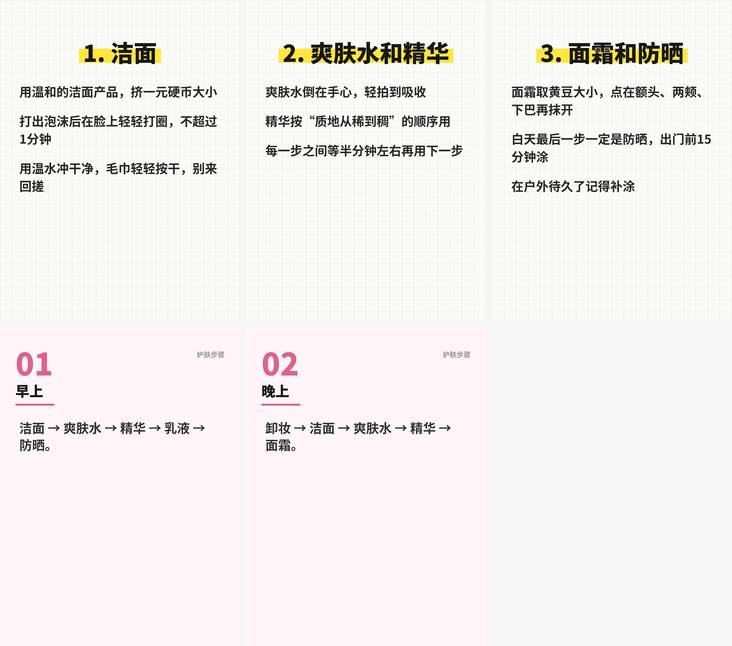 1. 洁面
用温和的洁面产品，挤一元硬币大小
打出泡沫后在脸上轻轻打圈，不超过
1分钟
用温水冲干净，毛巾轻轻按干，别来
回搓
2. 爽肤水和精华
爽肤水倒在手心，轻拍到吸收
精华按“质地从稀到稠”的顺序用
每一步之间等半分钟左右再用下一步
3. 面霜和防晒
面霜取黄豆大小，点在额头、两颊、
下巴再抹开
白天最后一步一定是防晒，出门前15
分钟涂
在户外待久了记得补涂
01
护肤步骤
早上
洁面 → 爽肤水 → 精华 → 乳液 →
防晒。
02
护肤步骤
晚上
卸妆 → 洁面 → 爽肤水 → 精华 →
面霜。